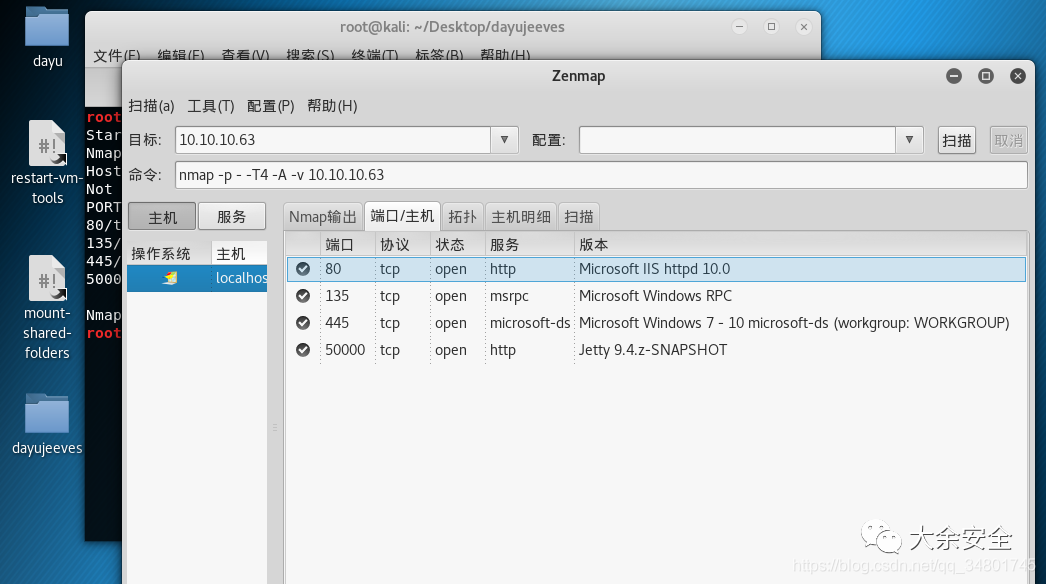 dayu
restart-vm-
tools
mount-
shared-
folders
dayujeeves
root@kali: ~/Desktop/dayujeeves
文件(F) 编辑(E) 查看(V) 搜索(S) 终端(T) 标签(B) 帮助(H)
root
Star
Nmap
Host
Not
PORT
80/t
135/
445/
5000
Nmap
root
Zenmap
扫描(a) 工具(T) 配置(P) 帮助(H)
目标: 10.10.10.63 配置: 扫描 取消
命令: nmap -p - -T4 -A -v 10.10.10.63
主机 服务 Nmap输出 端口/主机 拓扑 主机明细 扫描
操作系统 主机
localhos
端口 协议 状态 服务 版本
80 tcp open http Microsoft IIS httpd 10.0
135 tcp open msrpc Microsoft Windows RPC
445 tcp open microsoft-ds Microsoft Windows 7 - 10 microsoft-ds (workgroup: WORKGROUP)
50000 tcp open http Jetty 9.4.z-SNAPSHOT
大余安全
https://blog.csdn.net/qq_34801745